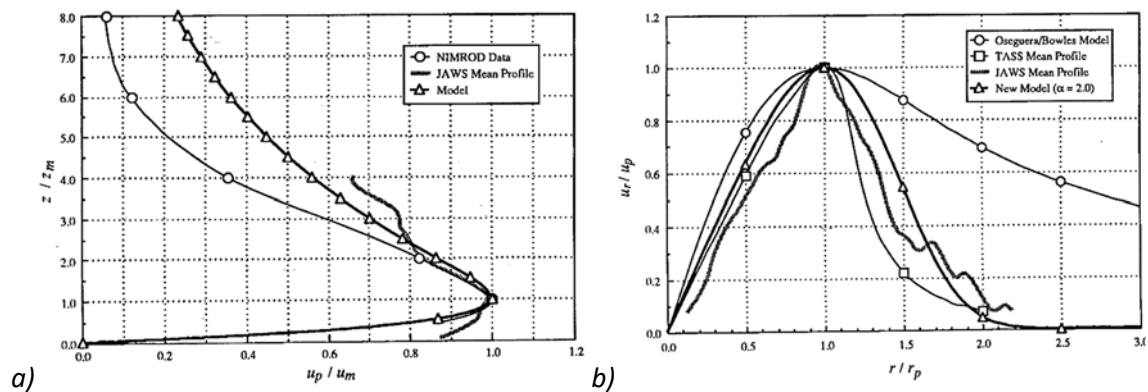 8.0
7.0
6.0
5.0
4.0
3.0
2.0
1.0
0.0
z / z_m
0.0 0.2 0.4 0.6 0.8 1.0 1.2
u_p / u_m
NIMROD Data
JAWS Mean Profile
Model
a)
1.2
1.0
0.8
0.6
0.4
0.2
0.0
u_r / u_p
0.0 0.5 1.0 1.5 2.0 2.5 3.0
r / r_p
Oseguera/Bowles Model
TASS Mean Profile
JAWS Mean Profile
New Model (α = 2.0)
b)